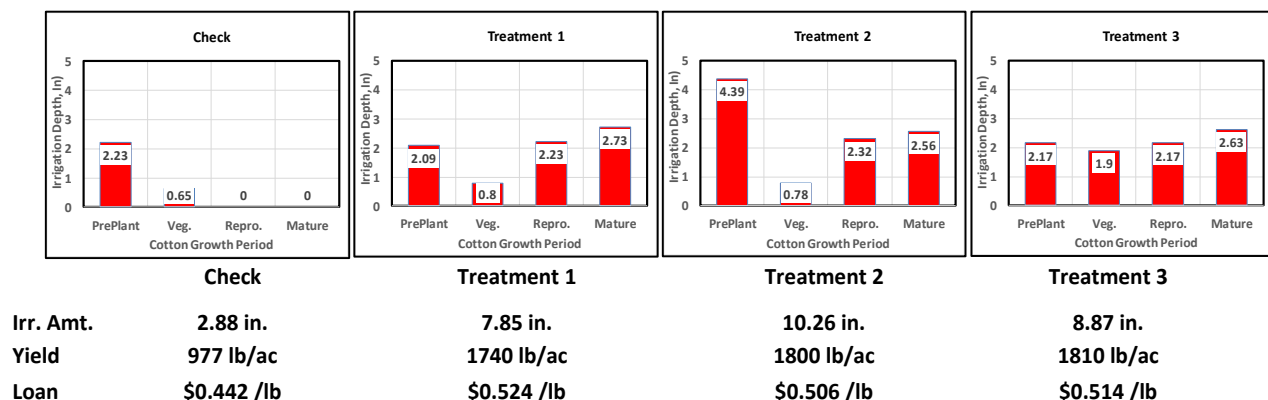 Check
Irrigation Depth, In)
5
4
3
2
1
0
2.23
0.65
0
0
PrePlant Veg. Repro. Mature
Cotton Growth Period
Treatment 1
Irrigation Depth, In)
5
4
3
2
1
0
2.09
0.8
2.23
2.73
PrePlant Veg. Repro. Mature
Cotton Growth Period
Treatment 2
Irrigation Depth, In)
5
4
3
2
1
0
4.39
0.78
2.32
2.56
PrePlant Veg. Repro. Mature
Cotton Growth Period
Treatment 3
Irrigation Depth, In)
5
4
3
2
1
0
2.17
1.9
2.17
2.63
PrePlant Veg. Repro. Mature
Cotton Growth Period
Check Treatment 1 Treatment 2 Treatment 3
Irr. Amt. 2.88 in. 7.85 in. 10.26 in. 8.87 in.
Yield 977 lb/ac 1740 lb/ac 1800 lb/ac 1810 lb/ac
Loan $0.442 /lb $0.524 /lb $0.506 /lb $0.514 /lb